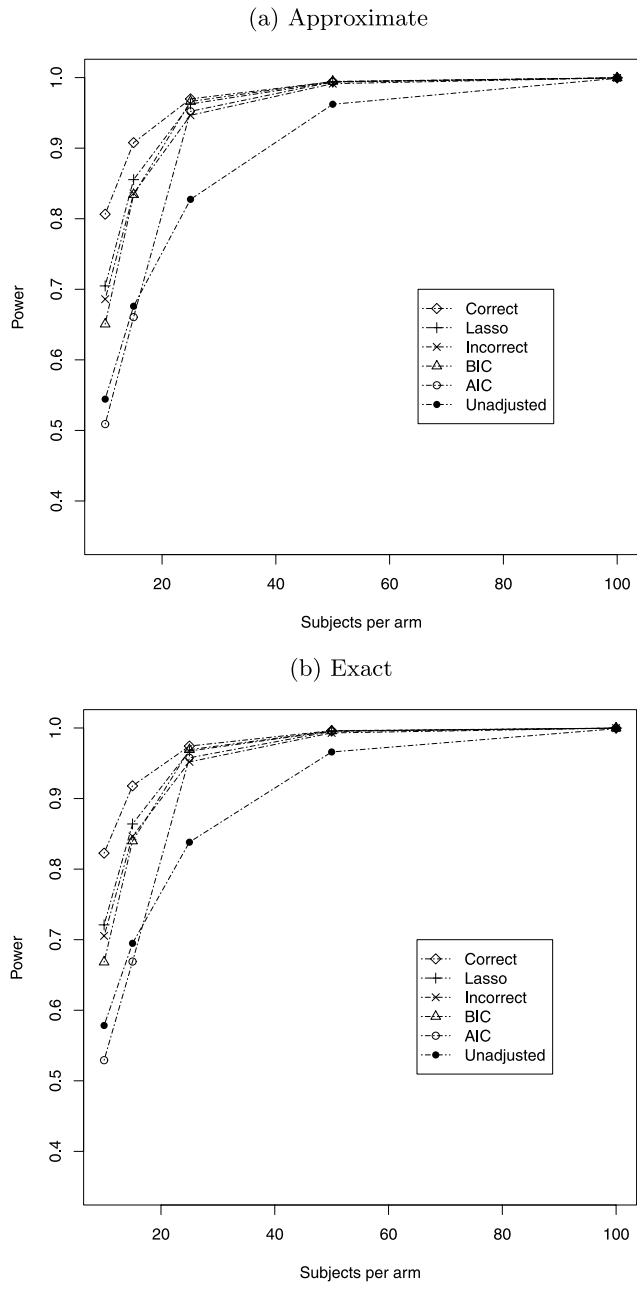 (a) Approximate
1.0
0.9
0.8
0.7
0.6
0.5
0.4
Power
Correct
Lasso
Incorrect
BIC
AIC
Unadjusted
20 40 60 80 100
Subjects per arm
(b) Exact
1.0
0.9
0.8
0.7
0.6
0.5
0.4
Power
Correct
Lasso
Incorrect
BIC
AIC
Unadjusted
20 40 60 80 100
Subjects per arm